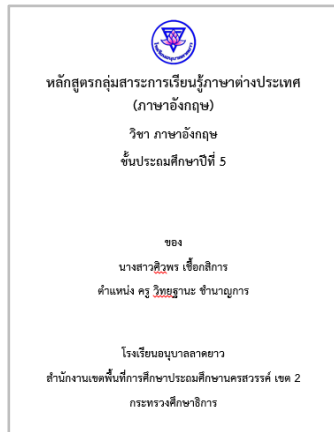 หลักสูตรกลุ่มสาระการเรียนรู้ภาษาต่างประเทศ
(ภาษาอังกฤษ)
วิชา ภาษาอังกฤษ
ชั้นประถมศึกษาปีที่ 5
ของ
นางสาวศิวพร เชื้อกสิการ
ตำแหน่ง ครู วิทยฐานะ ชำนาญการ
โรงเรียนอนุบาลลาดยาว
สำนักงานเขตพื้นที่การศึกษาประถมศึกษานครสวรรค์ เขต 2
กระทรวงศึกษาธิการ